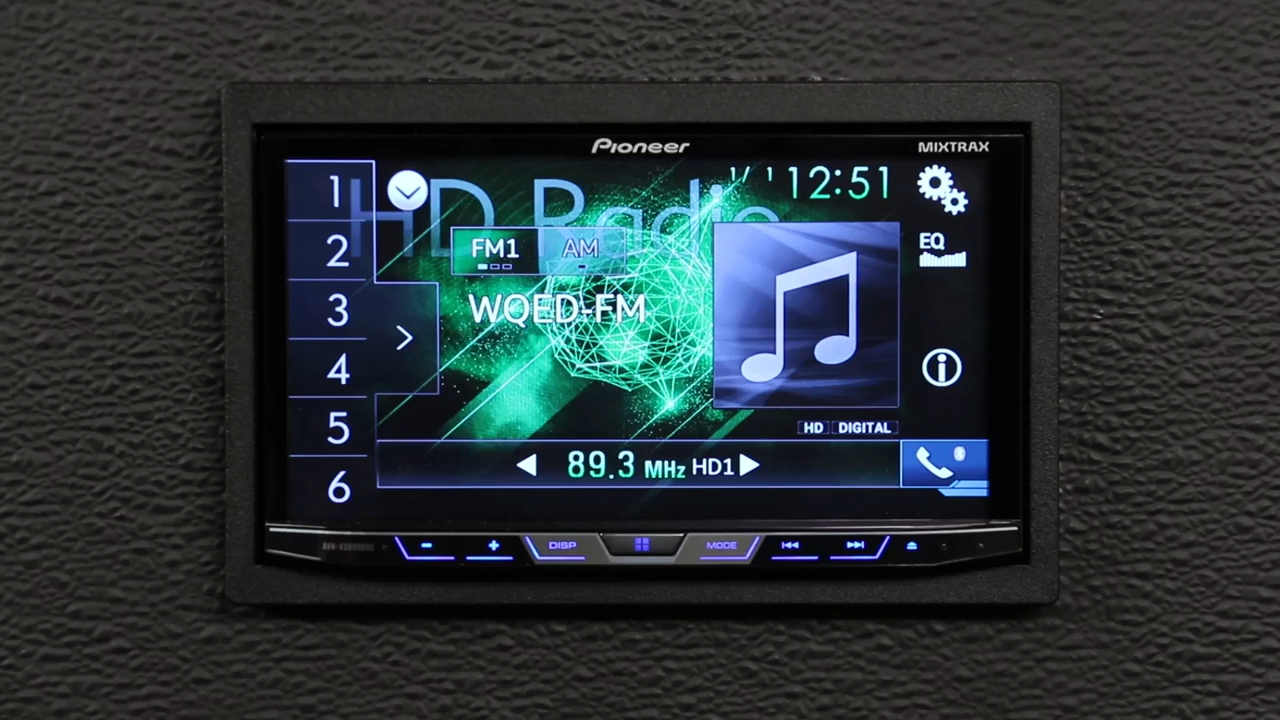 Pioneer
MIXTRAX
HD Radio
12:51
1
2
3
4
5
6
FM1
AM
EQ
WQED-FM
HD DIGITAL
89.3 MHz HD1
DISP
MODE